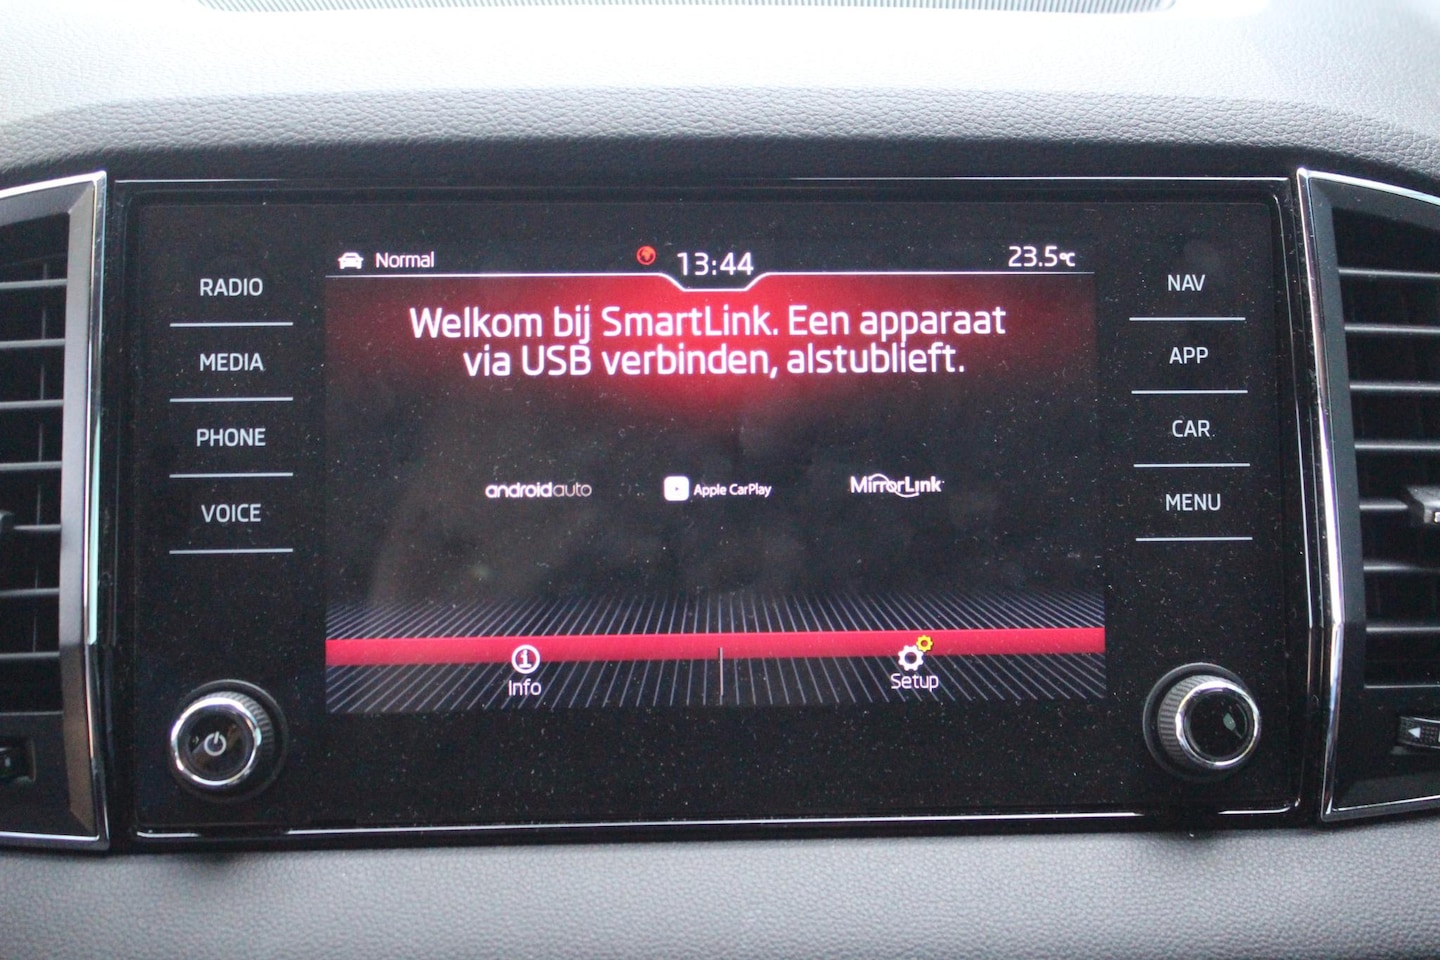 Normal 13:44 23.5°C
Welkom bij SmartLink. Een apparaat
via USB verbinden, alstublieft.
androidauto Apple CarPlay MirrorLink
Info Setup
RADIO
MEDIA
PHONE
VOICE
NAV
APP
CAR
MENU